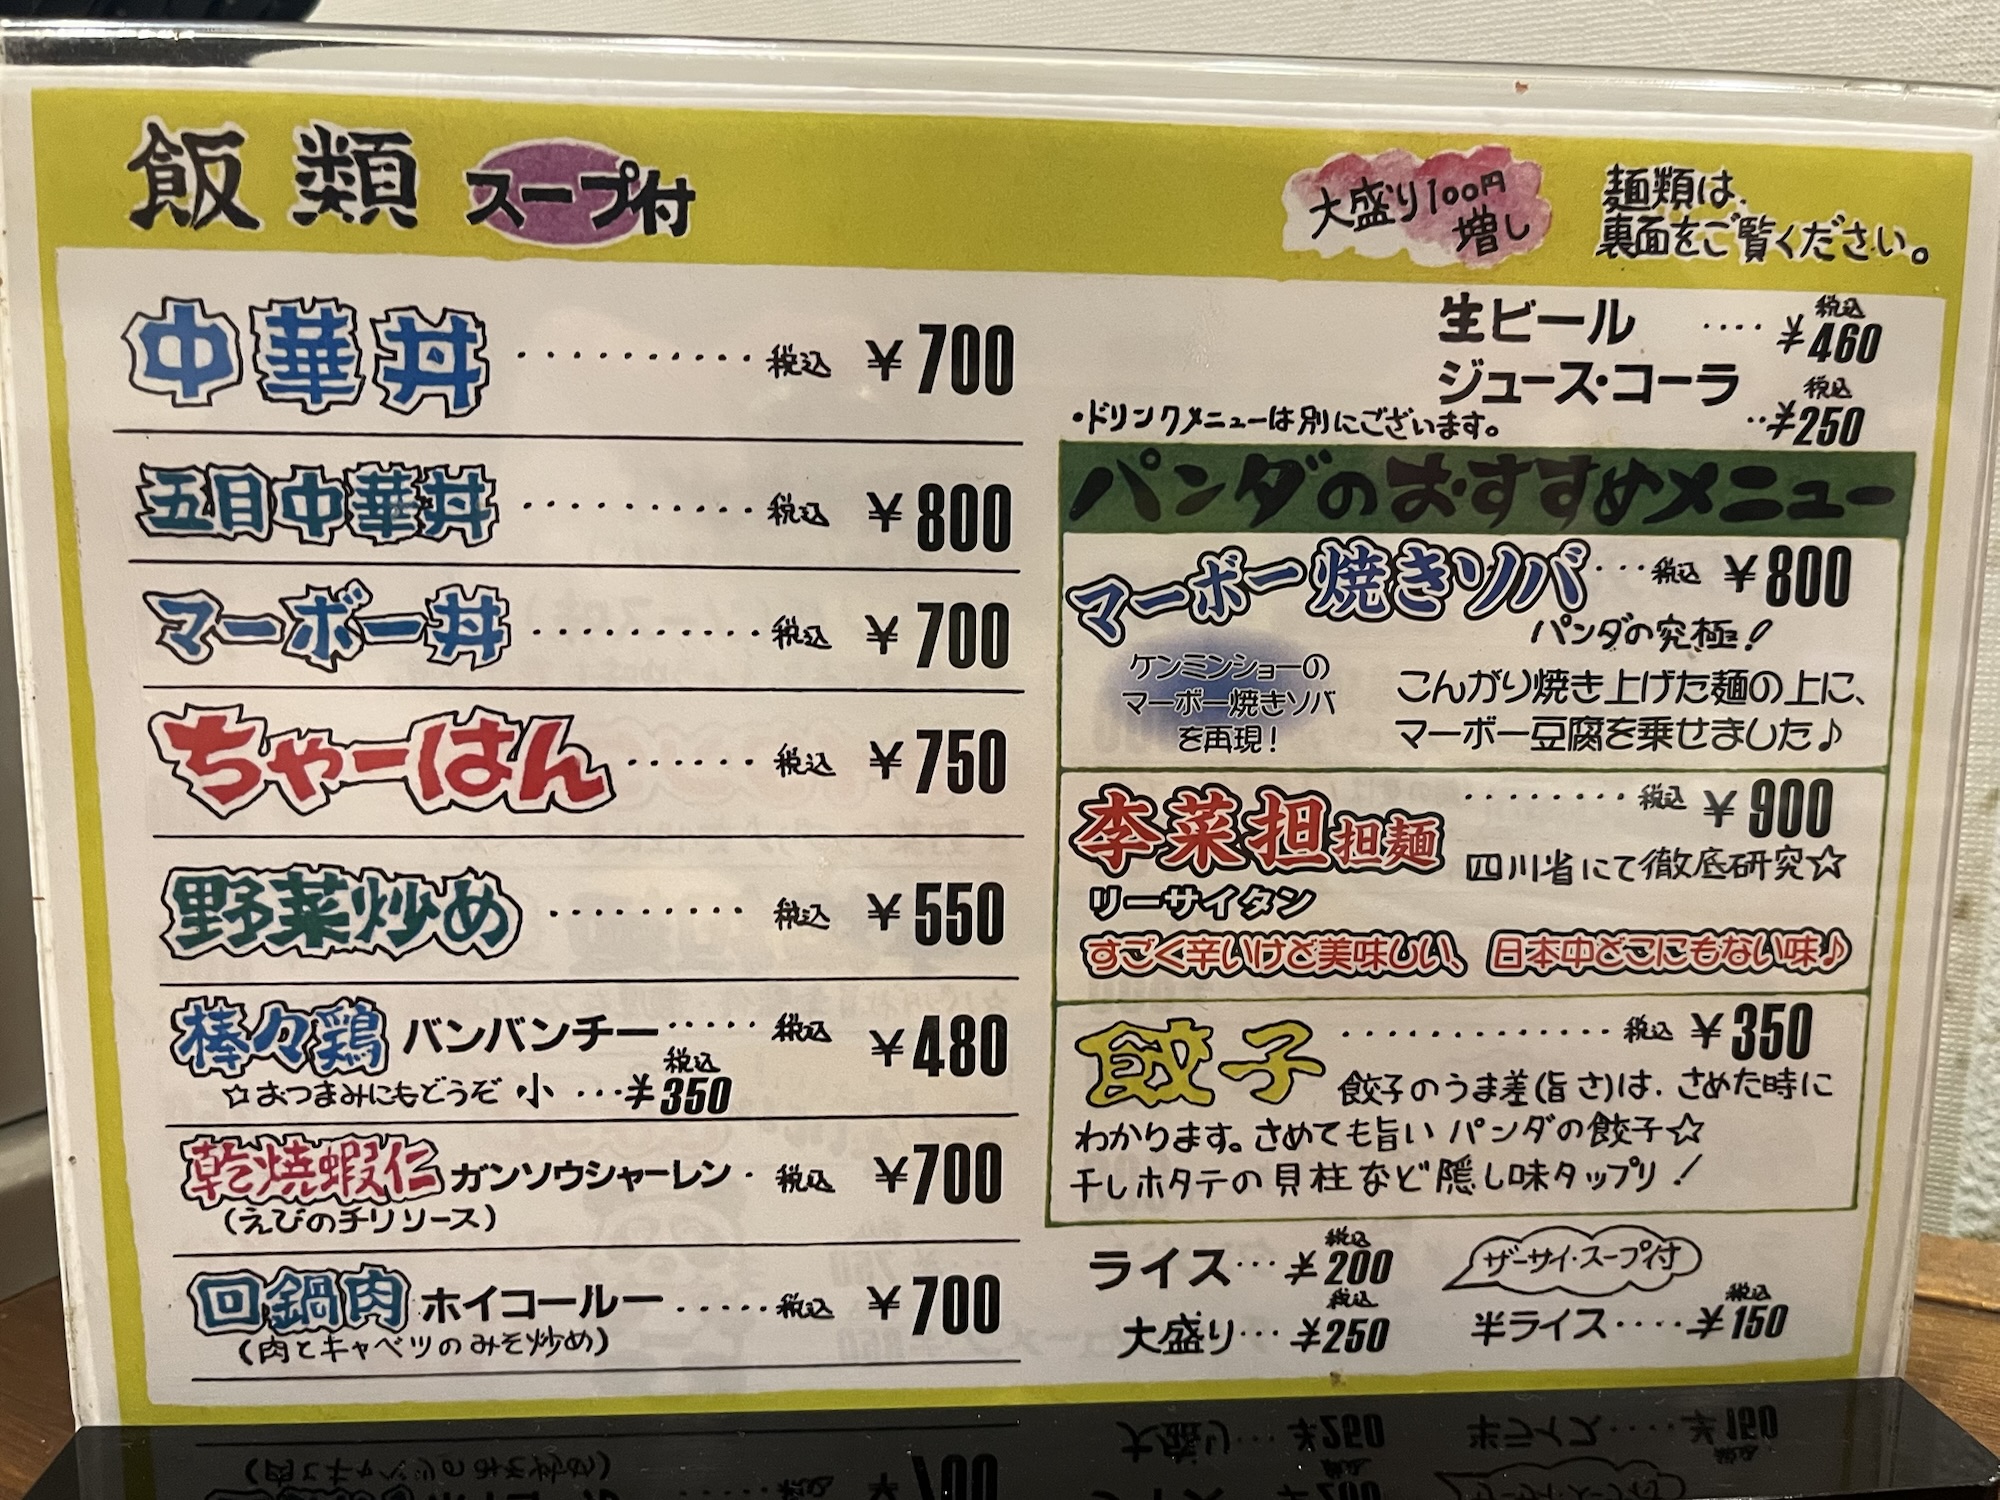 飯類 スープ付
大盛り100円
増し
麺類は、
裏面をご覧ください。
中華丼 ・・・・・・・・・・ 税込 ¥700
五目中華丼 ・・・・・・・・・・ 税込 ¥800
マーボー丼 ・・・・・・・・・・ 税込 ¥700
ちゃーはん ・・・・・・ 税込 ¥750
野菜炒め ・・・・・・・・・ 税込 ¥550
棒々鶏 バンバンチー ・・・・・ 税込 ¥480
☆おつまみにもどうぞ 小 ・・・ 税込 ¥350
乾焼蝦仁 ガンソウシャーレン ・ 税込 ¥700
(えびのチリソース)
回鍋肉 ホイコールー ・・・・・ 税込 ¥700
(肉とキャベツのみそ炒め)
生ビール ・・・・ 税込 ¥460
ジュース・コーラ ・・ 税込 ¥250
・ドリンクメニューは別にございます。
パンダのおすすめメニュー
マーボー焼きソバ ・・・ 税込 ¥800
パンダの究極!
ケンミンショーの
マーボー焼きソバ
を再現!
こんがり焼き上げた麺の上に、
マーボー豆腐を乗せました♪
李菜担担麺 ・・・・・・・・ 税込 ¥900
リーサイタン
四川省にて徹底研究☆
すごく辛いけど美味しい、日本中どこにもない味♪
餃子 ・・・・・・・・・・・・・ 税込 ¥350
餃子のうま差(旨さ)は、さめた時に
わかります。さめても旨い パンダの餃子☆
干しホタテの貝柱など隠し味タップリ!
ライス ・・・ 税込 ¥200
大盛り ・・・ 税込 ¥250
ザーサイ・スープ付
半ライス ・・・・ 税込 ¥150